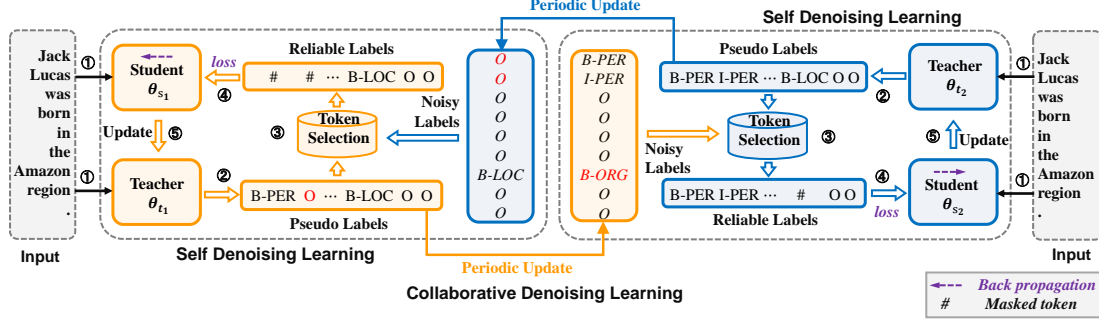 Periodic Update
Self Denoising Learning
Jack
Lucas
was
born
in
the
Amazon
region
.
Input
①
①
Student
θs1
Teacher
θt1
Update
⑤
loss
④
②
Reliable Labels
# # ··· B-LOC O O
③
Token
Selection
B-PER O ··· B-LOC O O
Pseudo Labels
Self Denoising Learning
Noisy
Labels
O
O
O
O
O
O
B-LOC
O
O
Periodic Update
B-PER
I-PER
O
O
O
O
B-ORG
O
O
Noisy
Labels
Pseudo Labels
B-PER I-PER ··· B-LOC O O
Token
Selection
③
B-PER I-PER ··· # O O
Reliable Labels
②
Teacher
θt2
⑤
Update
④
loss
Student
θs2
①
①
Jack
Lucas
was
born
in
the
Amazon
region
.
Input
Collaborative Denoising Learning
Back propagation
# Masked token